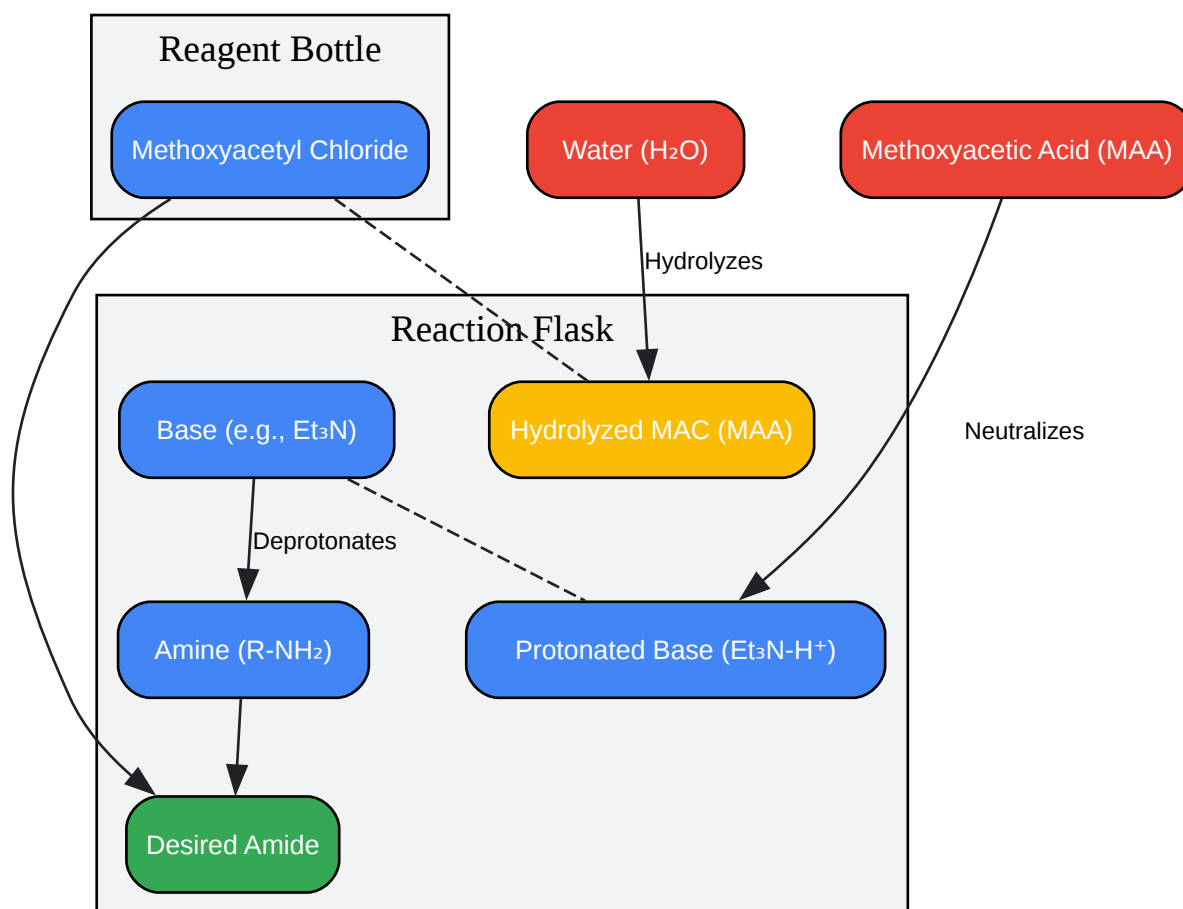 Reagent Bottle
Methoxyacetyl Chloride
Water (H₂O)
Methoxyacetic Acid (MAA)
Hydrolyzes
Reaction Flask
Base (e.g., Et₃N)
Hydrolyzed MAC (MAA)
Neutralizes
Deprotonates
Amine (R-NH₂)
Protonated Base (Et₃N-H⁺)
Desired Amide